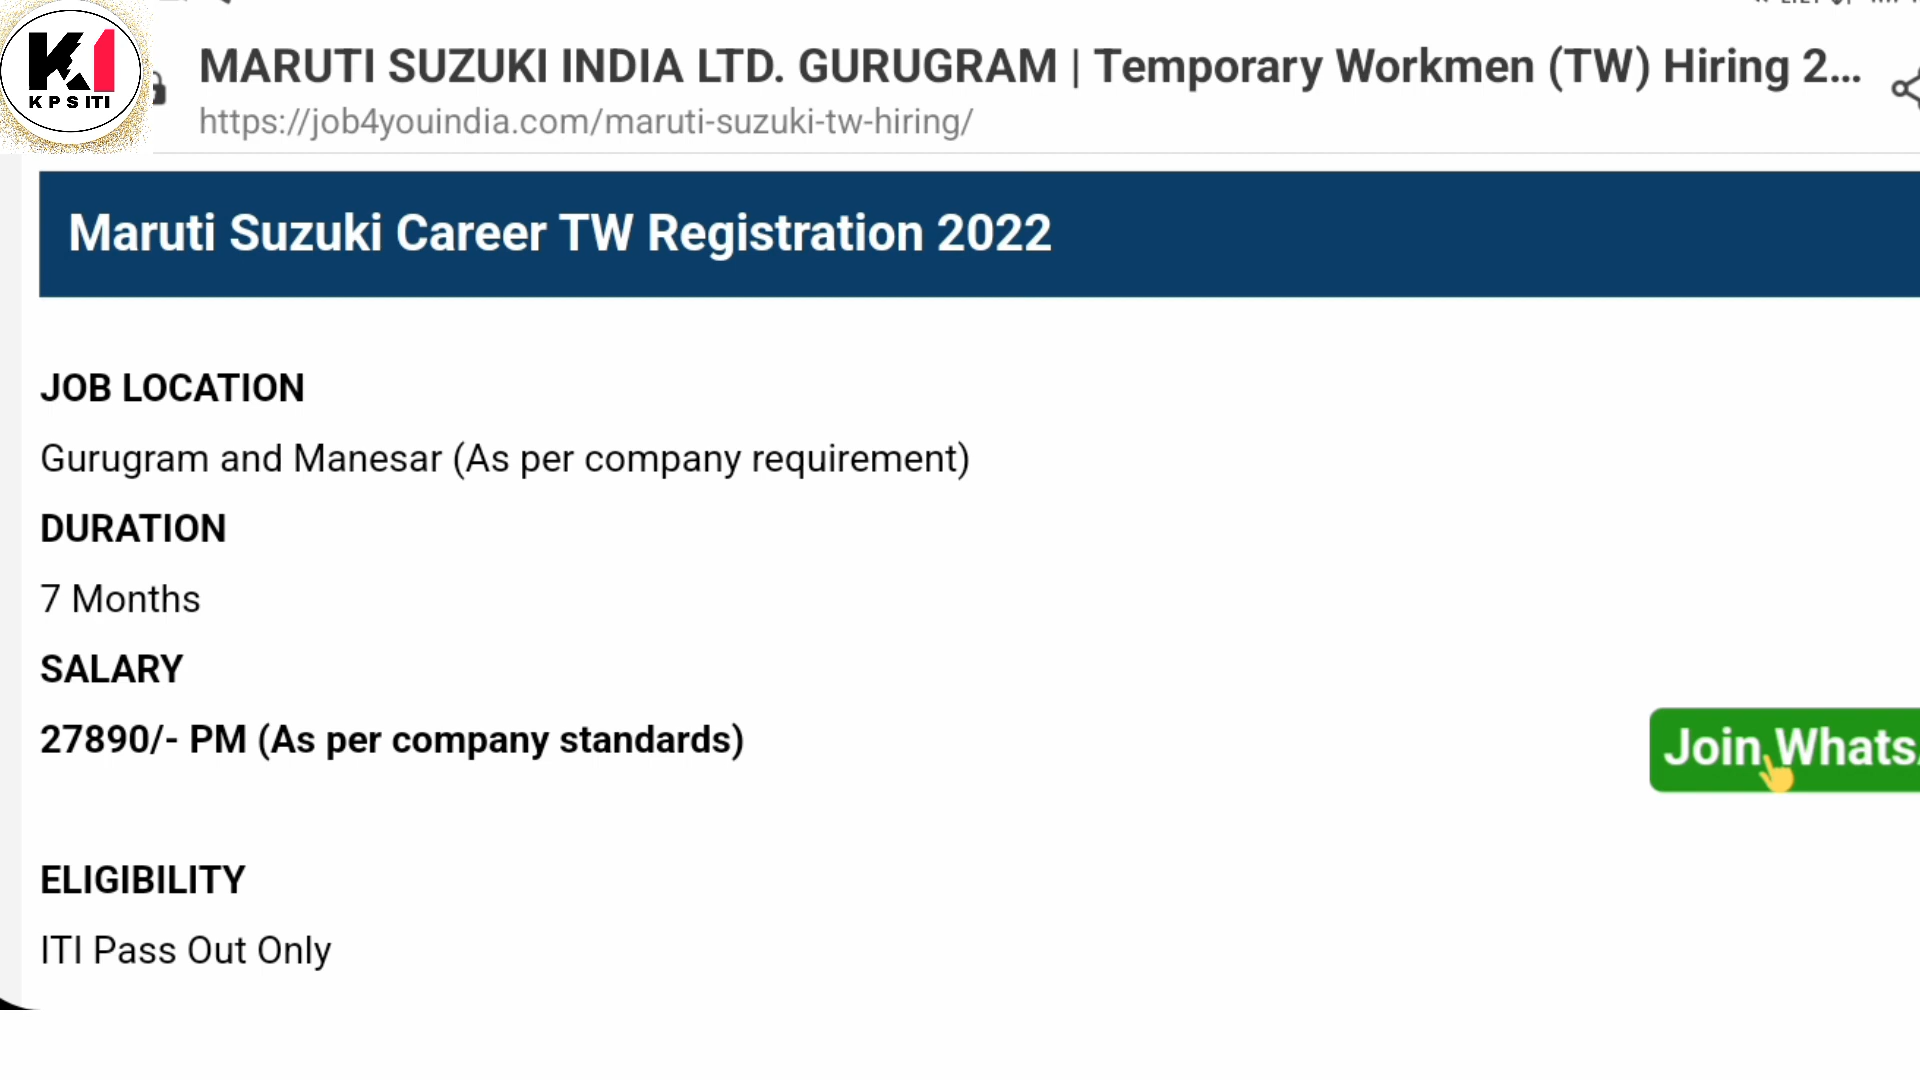 K1
KPSITI
MARUTI SUZUKI INDIA LTD. GURUGRAM | Temporary Workmen (TW) Hiring 2...
https://job4youindia.com/maruti-suzuki-tw-hiring/
Maruti Suzuki Career TW Registration 2022
JOB LOCATION
Gurugram and Manesar (As per company requirement)
DURATION
7 Months
SALARY
27890/- PM (As per company standards)
Join Whats
ELIGIBILITY
ITI Pass Out Only